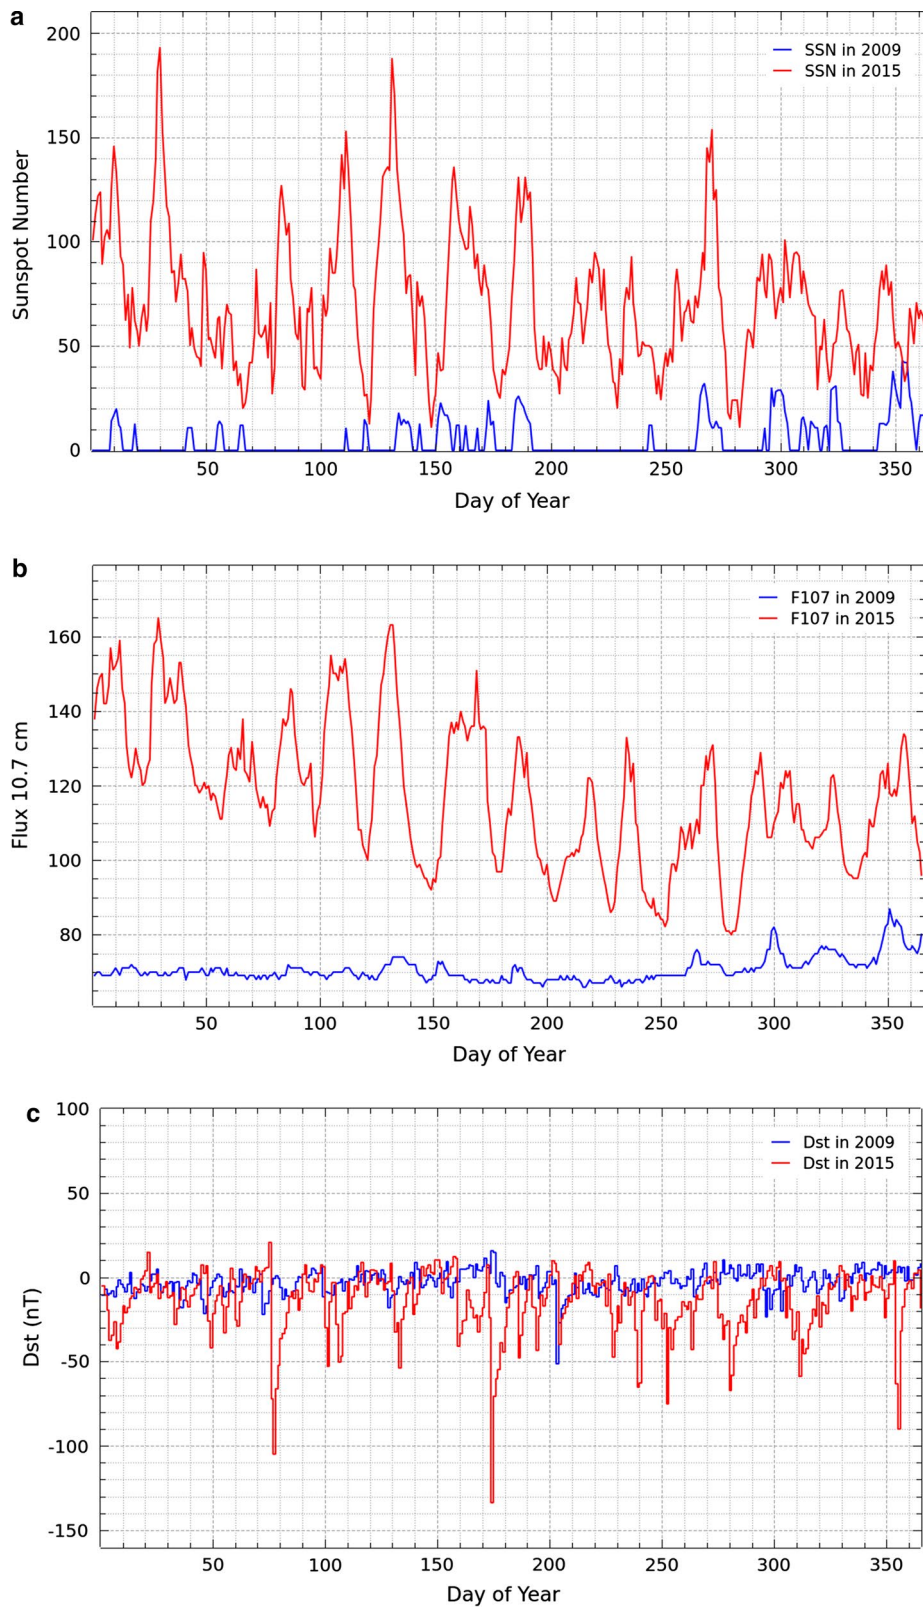 a
200
150
100
50
0
Sunspot Number
SSN in 2009
SSN in 2015
50 100 150 200 250 300 350
Day of Year
b
160
140
120
100
80
Flux 10.7 cm
F107 in 2009
F107 in 2015
50 100 150 200 250 300 350
Day of Year
c
100
50
0
-50
-100
-150
Dst (nT)
Dst in 2009
Dst in 2015
50 100 150 200 250 300 350
Day of Year